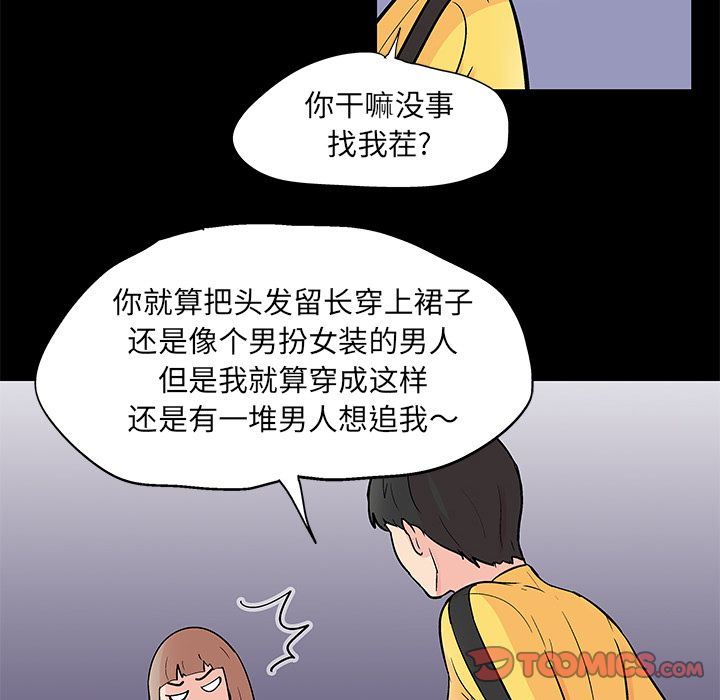 你干嘛没事
找我茬?
你就算把头发留长穿上裙子
还是像个男扮女装的男人
但是我就算穿成这样
还是有一堆男人想追我～
TOOMICS.COM